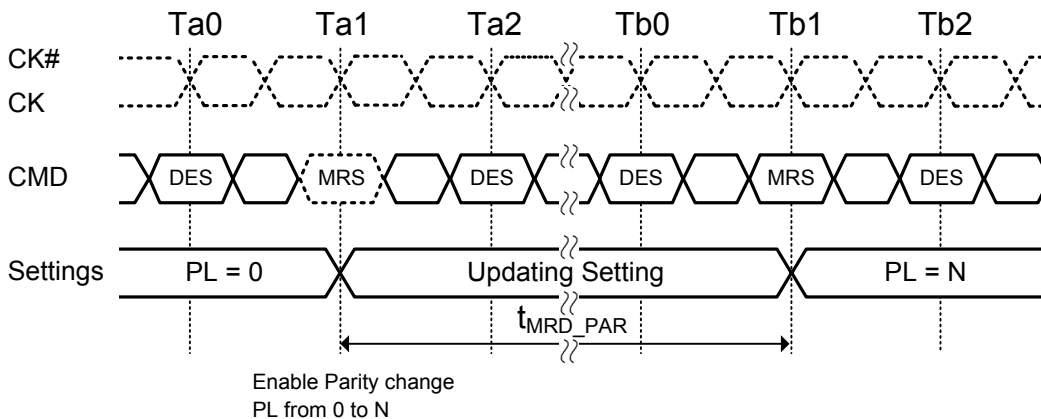 Ta0 Ta1 Ta2 Tb0 Tb1 Tb2
CK#
CK
CMD DES MRS DES DES MRS DES
Settings PL = 0 Updating Setting PL = N
tMRD_PAR
Enable Parity change
PL from 0 to N